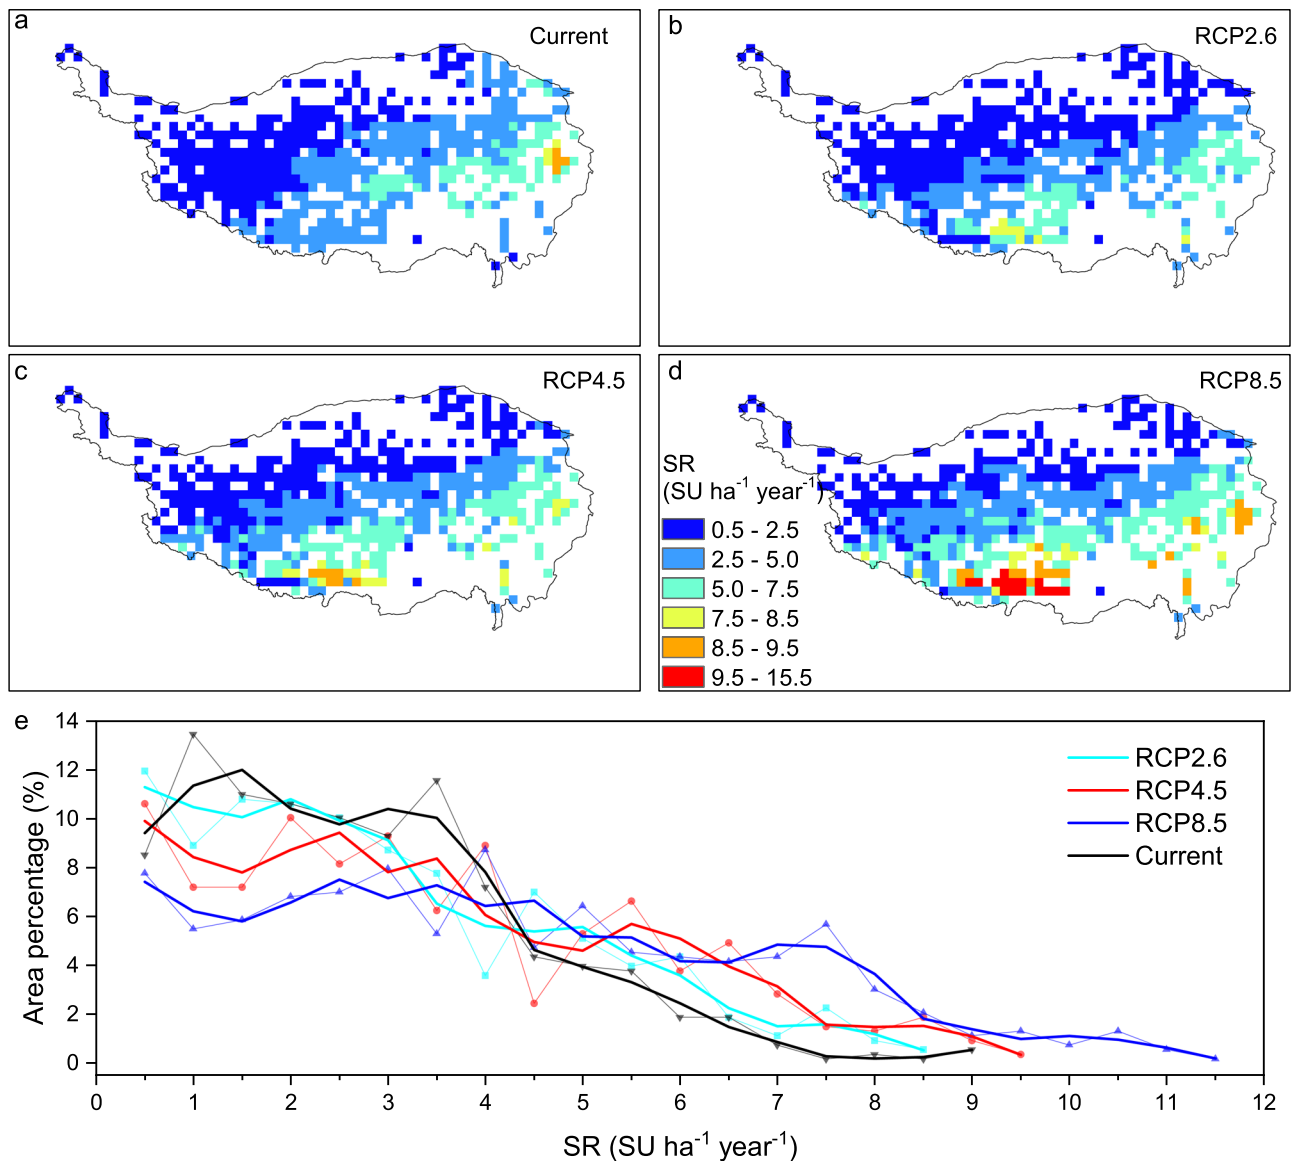 a
Current
b
RCP2.6
c
RCP4.5
d
RCP8.5
SR
(SU ha⁻¹ year⁻¹)
0.5 - 2.5
2.5 - 5.0
5.0 - 7.5
7.5 - 8.5
8.5 - 9.5
9.5 - 15.5
e
14
12
10
8
6
4
2
0
Area percentage (%)
RCP2.6
RCP4.5
RCP8.5
Current
0 1 2 3 4 5 6 7 8 9 10 11 12
SR (SU ha⁻¹ year⁻¹)